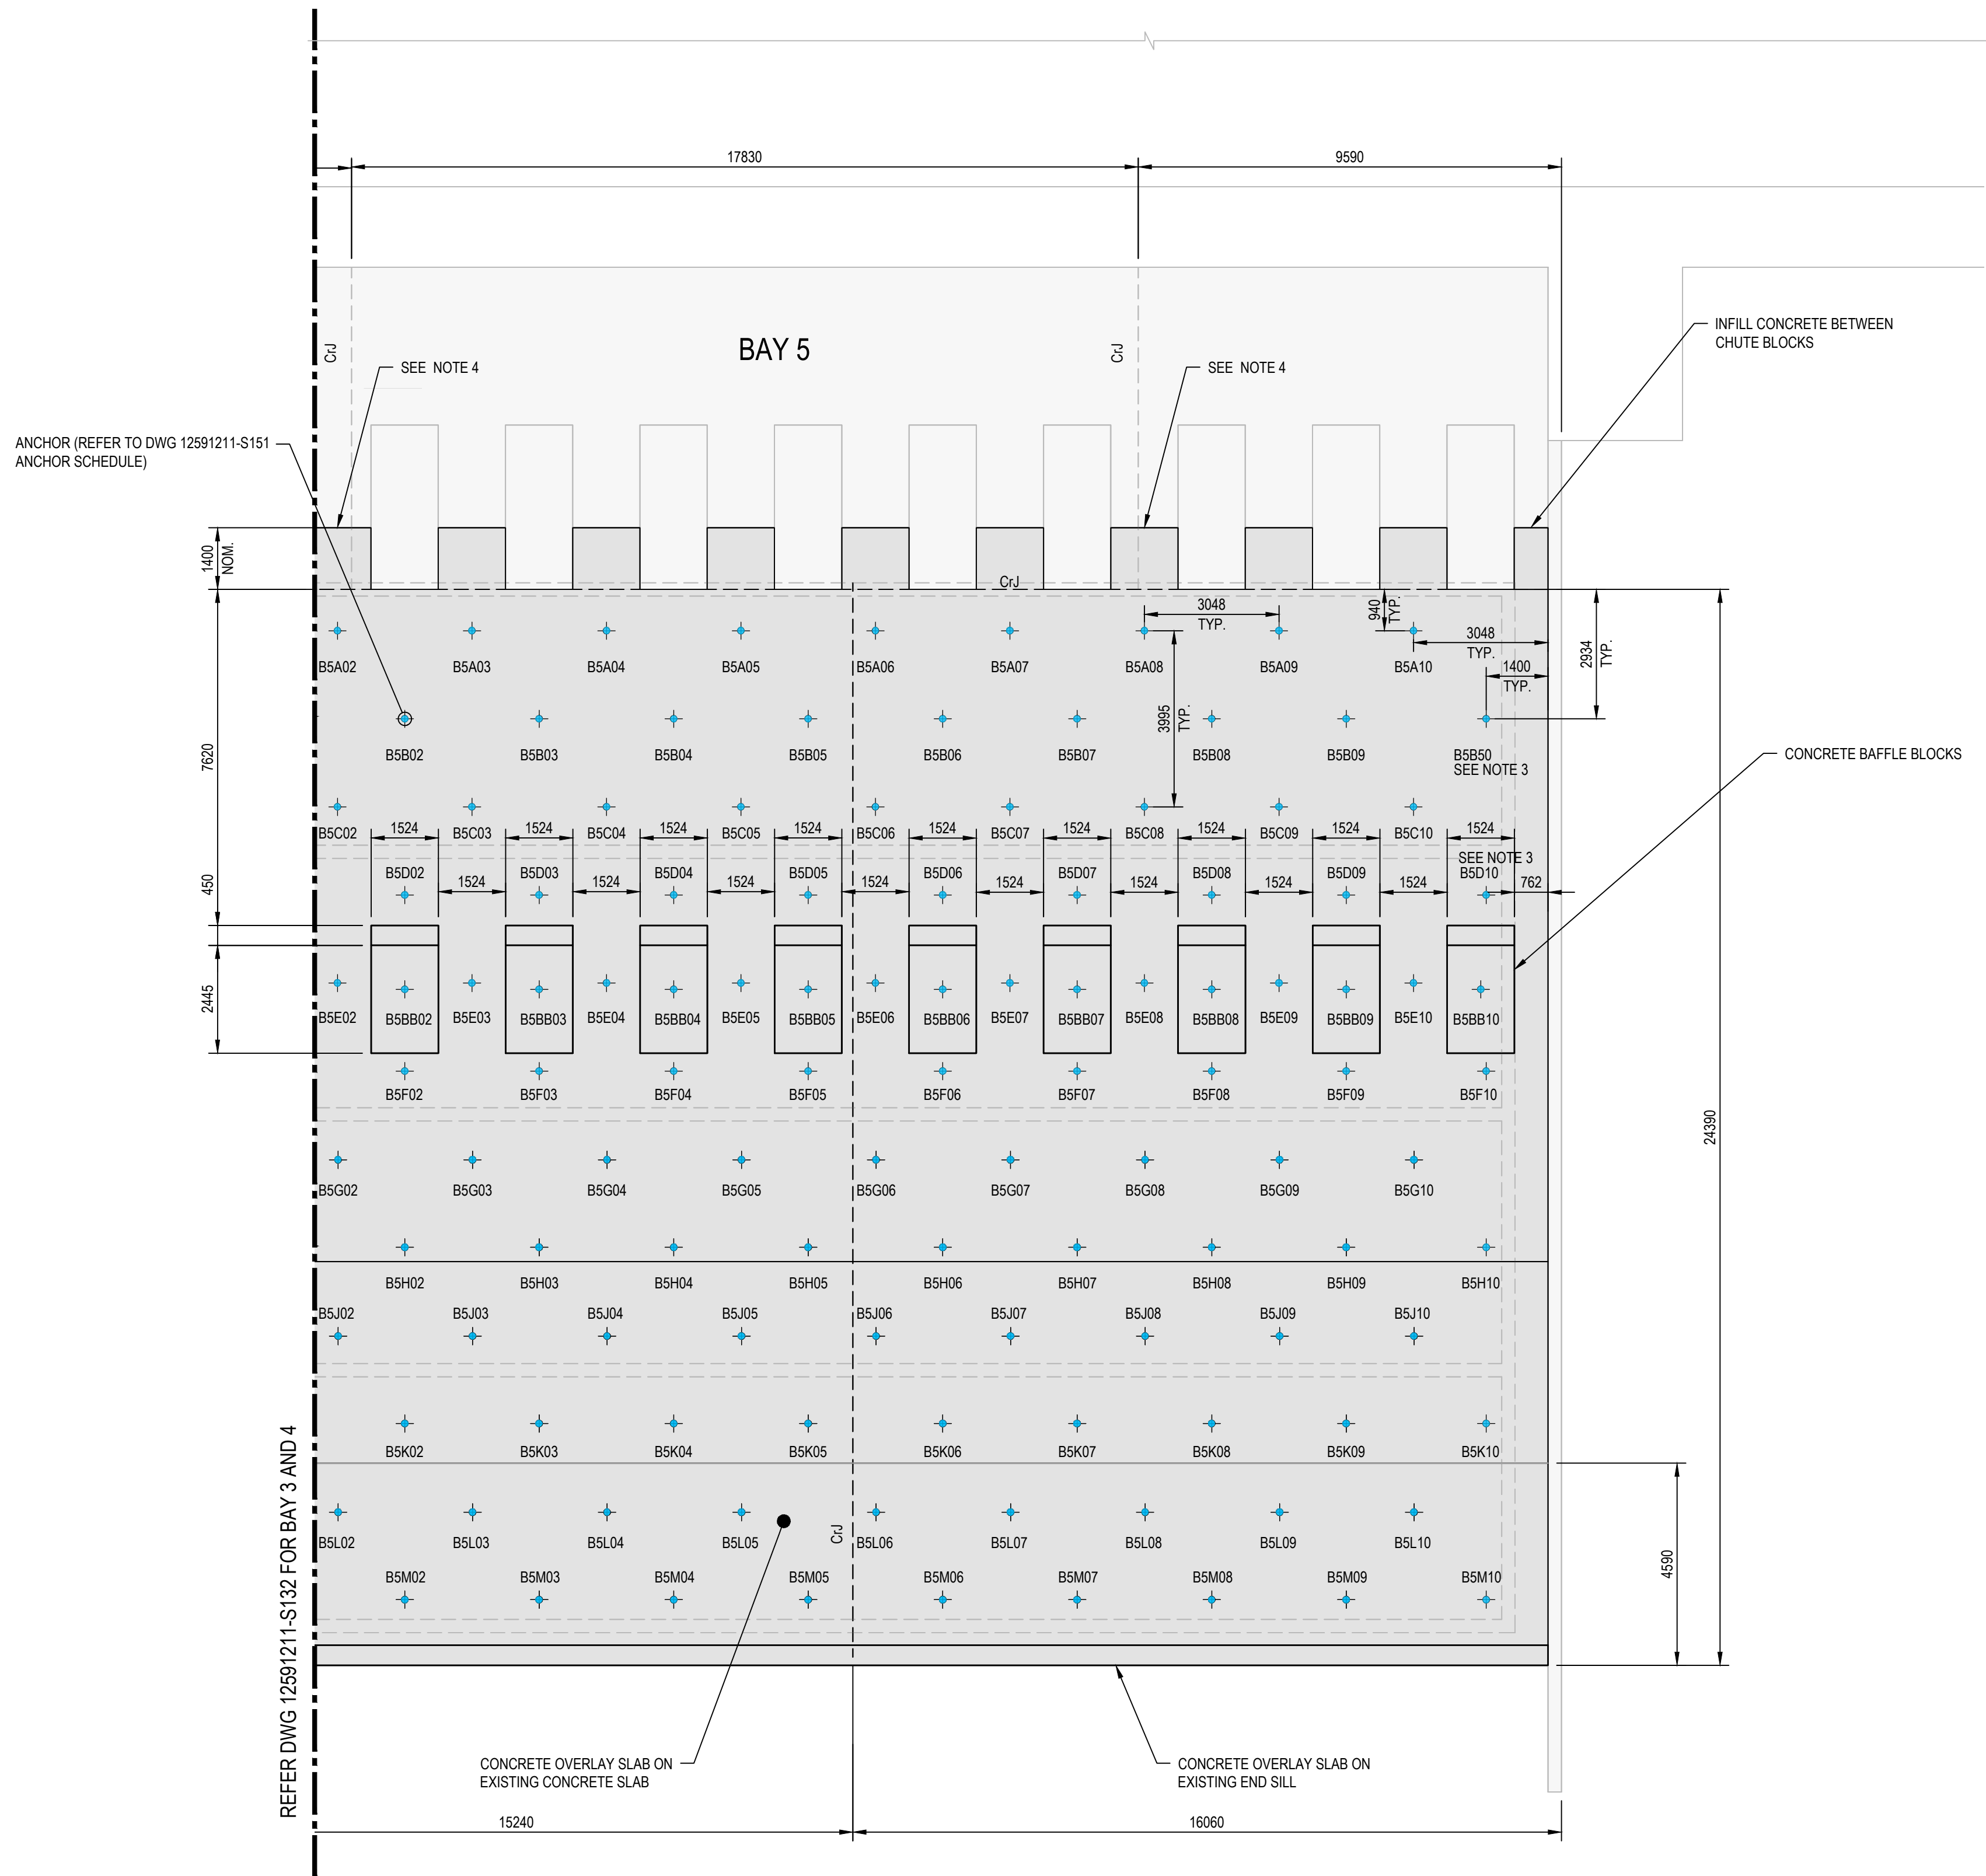 17830
9590
CrJ
BAY 5
CrJ
INFILL CONCRETE BETWEEN
CHUTE BLOCKS
SEE NOTE 4
SEE NOTE 4
ANCHOR (REFER TO DWG 12591211-S151
ANCHOR SCHEDULE)
1400
NOM.
CrJ
3048
TYP.
940
TYP.
3048
TYP.
2934
TYP.
1400
TYP.
B5A02 B5A03 B5A04 B5A05 B5A06 B5A07 B5A08 B5A09 B5A10
3995
TYP.
7620
B5B02 B5B03 B5B04 B5B05 B5B06 B5B07 B5B08 B5B09 B5B50
SEE NOTE 3
CONCRETE BAFFLE BLOCKS
B5C02 B5C03 B5C04 B5C05 B5C06 B5C07 B5C08 B5C09 B5C10
1524 1524 1524 1524 1524 1524 1524 1524 1524
SEE NOTE 3
B5D02 B5D03 B5D04 B5D05 B5D06 B5D07 B5D08 B5D09 B5D10
1524 1524 1524 1524 1524 1524 1524 1524 762
450
2445
B5E02 B5BB02 B5E03 B5BB03 B5E04 B5BB04 B5E05 B5BB05 B5E06 B5BB06 B5E07 B5BB07 B5E08 B5BB08 B5E09 B5BB09 B5E10 B5BB10
B5F02 B5F03 B5F04 B5F05 B5F06 B5F07 B5F08 B5F09 B5F10
24390
B5G02 B5G03 B5G04 B5G05 B5G06 B5G07 B5G08 B5G09 B5G10
B5H02 B5H03 B5H04 B5H05 B5H06 B5H07 B5H08 B5H09 B5H10
B5J02 B5J03 B5J04 B5J05 B5J06 B5J07 B5J08 B5J09 B5J10
B5K02 B5K03 B5K04 B5K05 B5K06 B5K07 B5K08 B5K09 B5K10
REFER DWG 12591211-S132 FOR BAY 3 AND 4
CrJ
B5L02 B5L03 B5L04 B5L05 B5L06 B5L07 B5L08 B5L09 B5L10
4590
B5M02 B5M03 B5M04 B5M05 B5M06 B5M07 B5M08 B5M09 B5M10
CONCRETE OVERLAY SLAB ON
EXISTING CONCRETE SLAB
CONCRETE OVERLAY SLAB ON
EXISTING END SILL
15240
16060